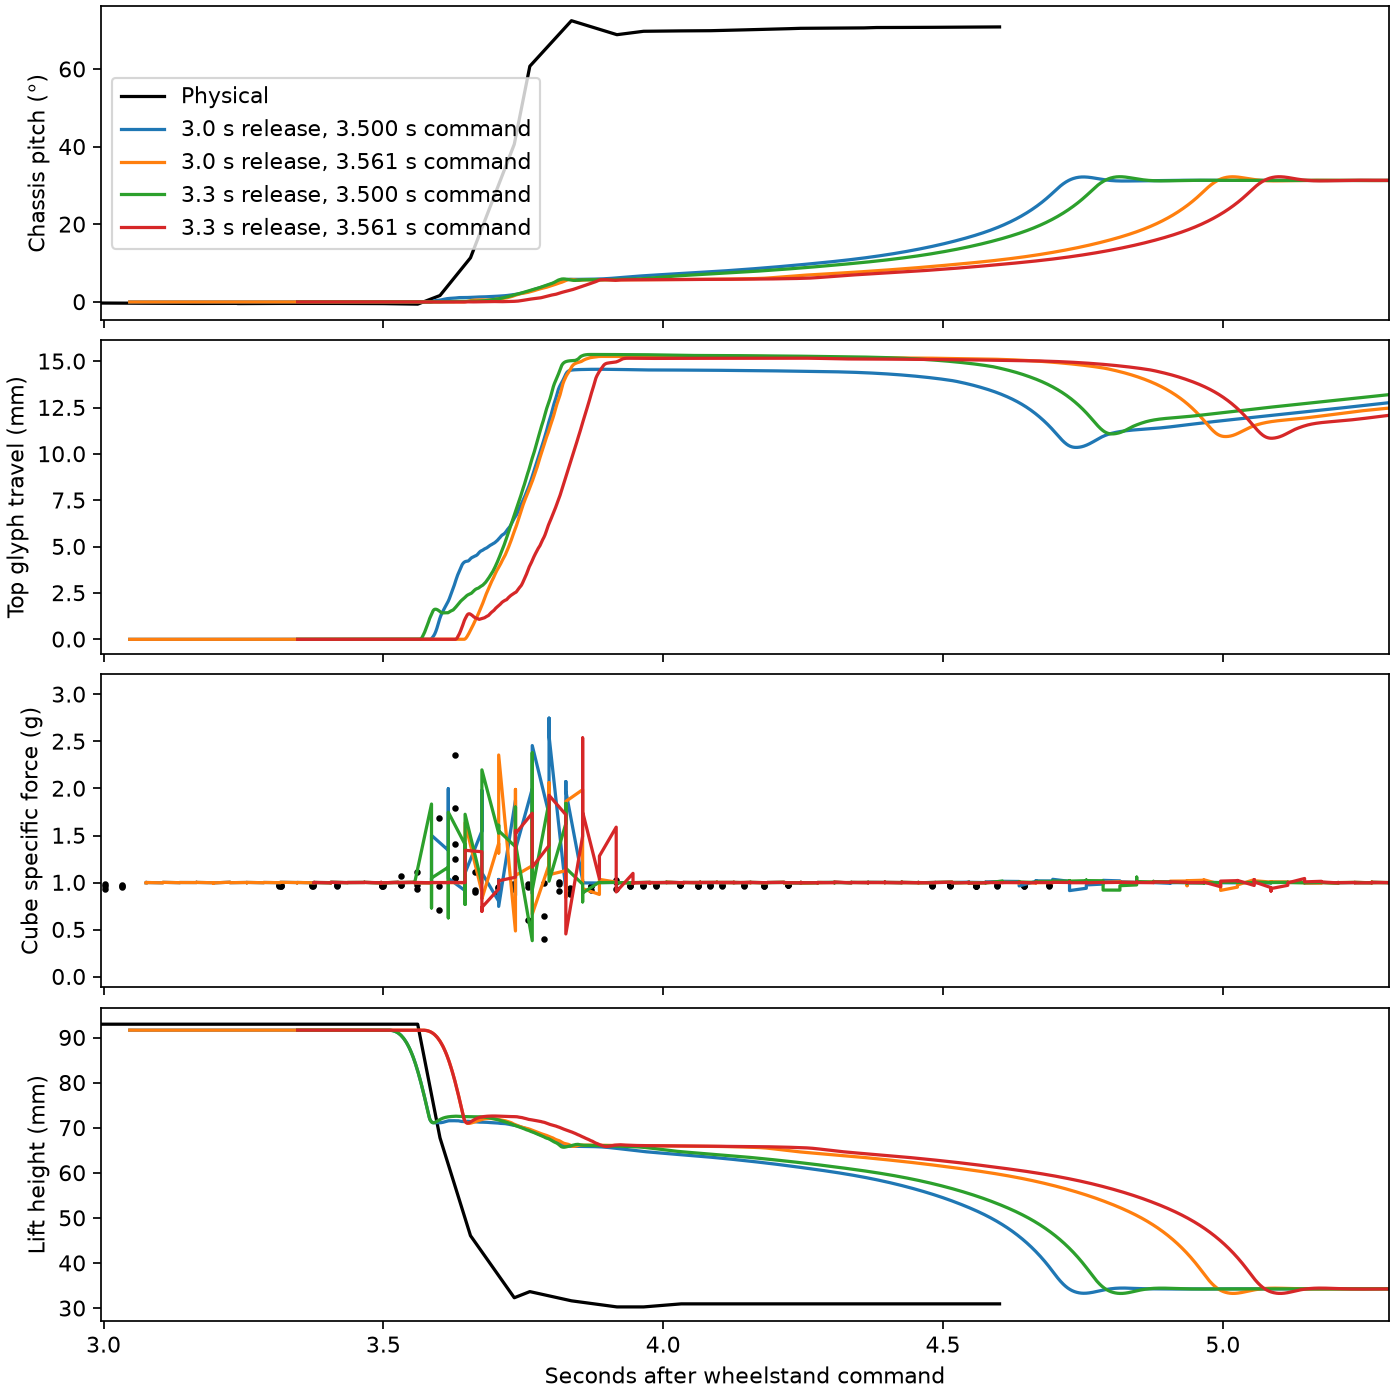 Chassis pitch (°)
60
40
20
0
Physical
3.0 s release, 3.500 s command
3.0 s release, 3.561 s command
3.3 s release, 3.500 s command
3.3 s release, 3.561 s command
Top glyph travel (mm)
15.0
12.5
10.0
7.5
5.0
2.5
0.0
Cube specific force (g)
3.0
2.5
2.0
1.5
1.0
0.5
0.0
Lift height (mm)
90
80
70
60
50
40
30
3.0 3.5 4.0 4.5 5.0
Seconds after wheelstand command